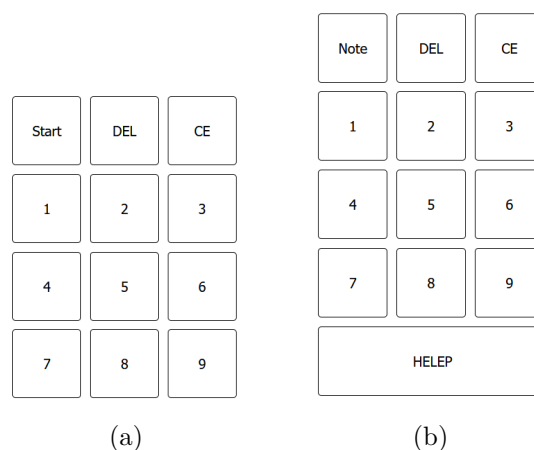 Start DEL CE
1 2 3
4 5 6
7 8 9
(a)
Note DEL CE
1 2 3
4 5 6
7 8 9
HELEP
(b)